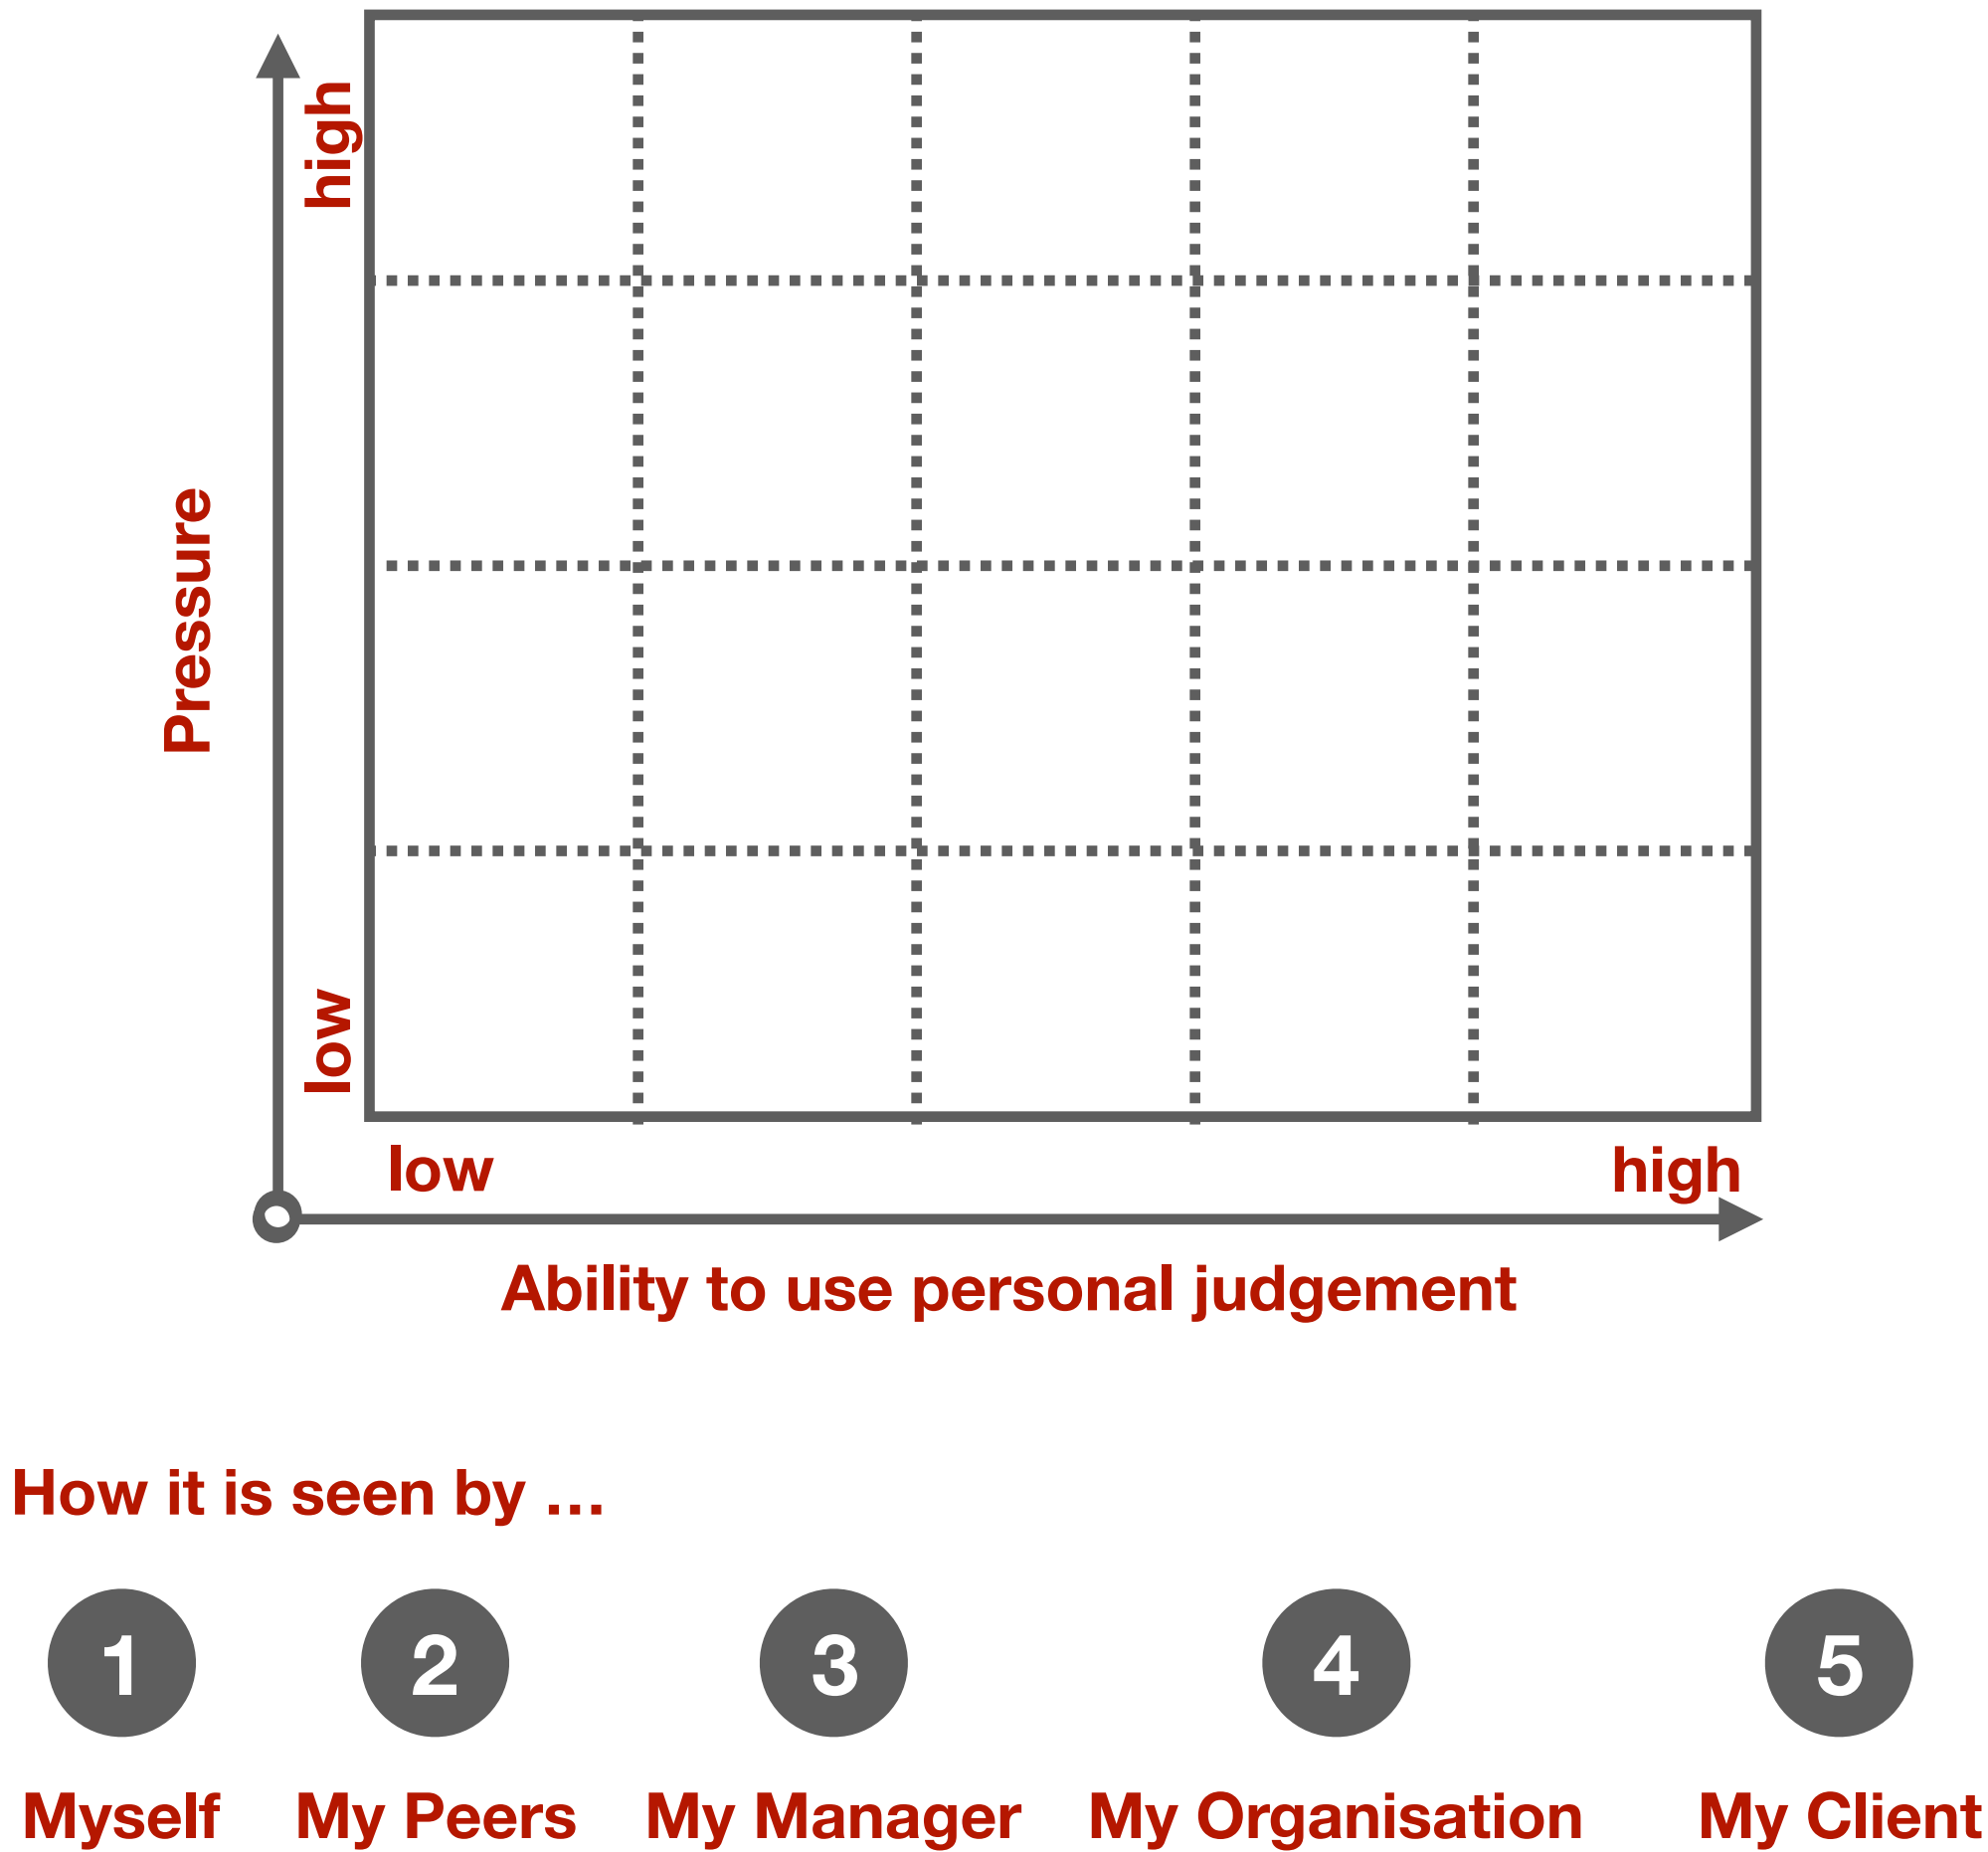 high
Pressure
low
low
high
Ability to use personal judgement
How it is seen by ...
1
2
3
4
5
Myself
My Peers
My Manager
My Organisation
My Client